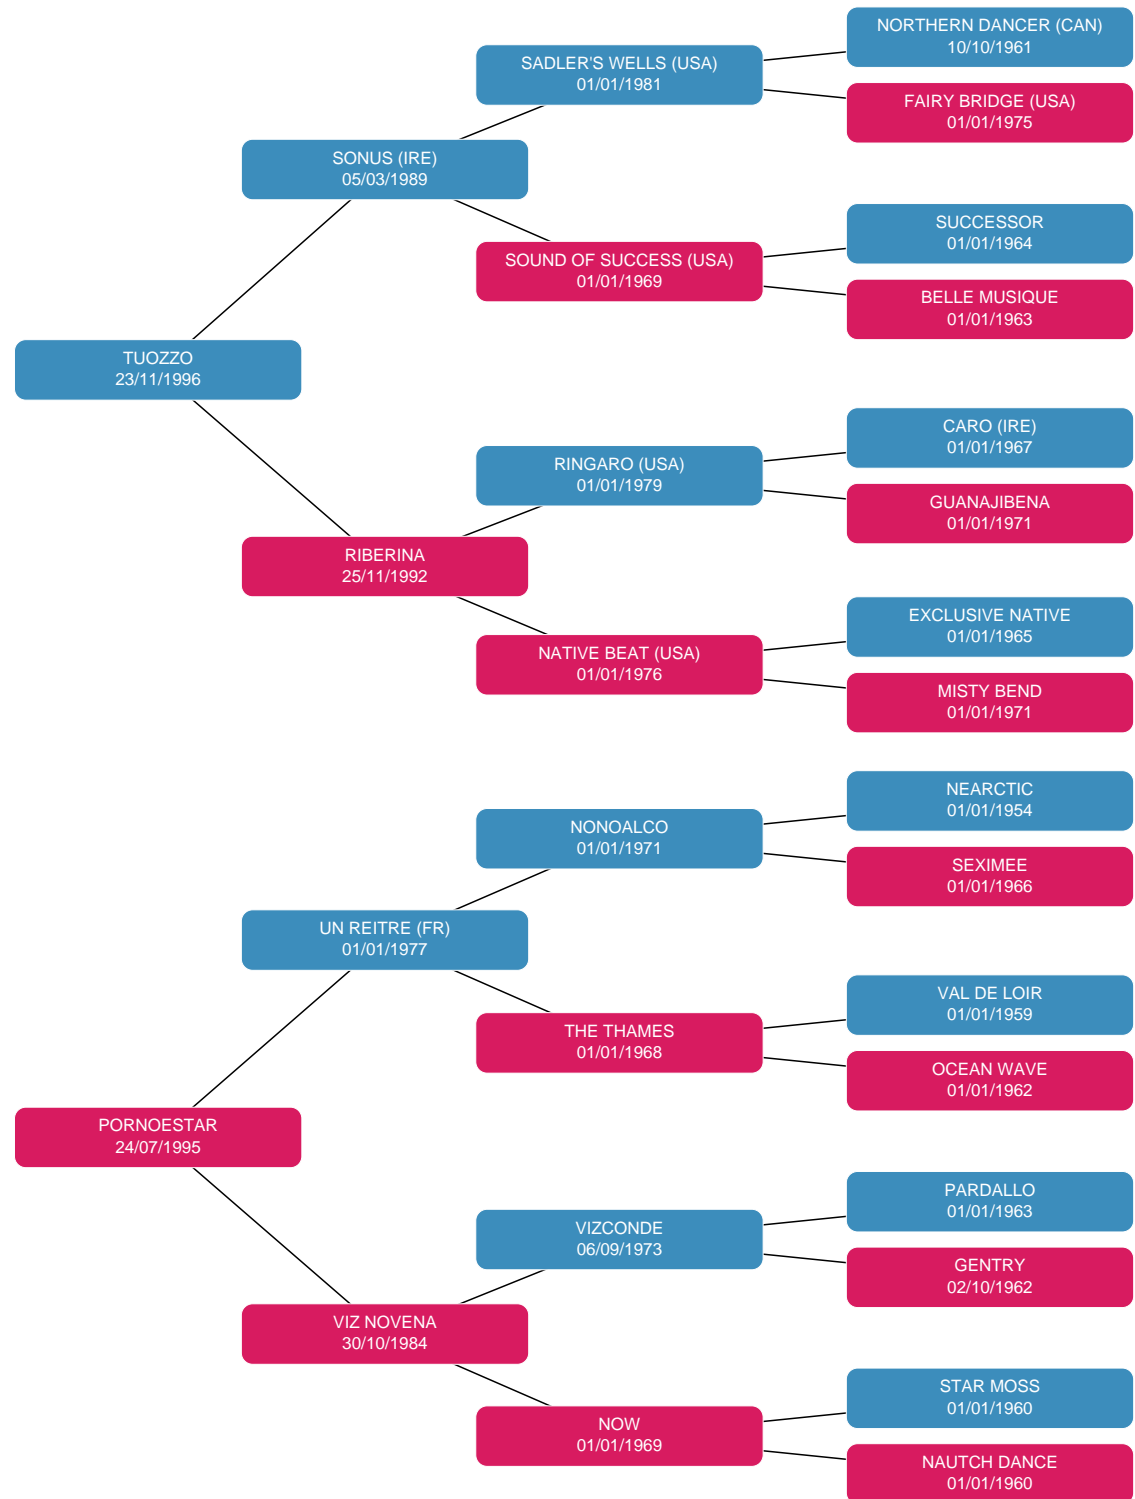 NORTHERN DANCER (CAN)
10/10/1961
SADLER'S WELLS (USA)
01/01/1981
FAIRY BRIDGE (USA)
01/01/1975
SONUS (IRE)
05/03/1989
SUCCESSOR
01/01/1964
SOUND OF SUCCESS (USA)
01/01/1969
BELLE MUSIQUE
01/01/1963
TUOZZO
23/11/1996
CARO (IRE)
01/01/1967
RINGARO (USA)
01/01/1979
GUANAJIBENA
01/01/1971
RIBERINA
25/11/1992
EXCLUSIVE NATIVE
01/01/1965
NATIVE BEAT (USA)
01/01/1976
MISTY BEND
01/01/1971
NEARCTIC
01/01/1954
NONOALCO
01/01/1971
SEXIMEE
01/01/1966
UN REITRE (FR)
01/01/1977
VAL DE LOIR
01/01/1959
THE THAMES
01/01/1968
OCEAN WAVE
01/01/1962
PORNOESTAR
24/07/1995
PARDALLO
01/01/1963
VIZCONDE
06/09/1973
GENTRY
02/10/1962
VIZ NOVENA
30/10/1984
STAR MOSS
01/01/1960
NOW
01/01/1969
NAUTCH DANCE
01/01/1960